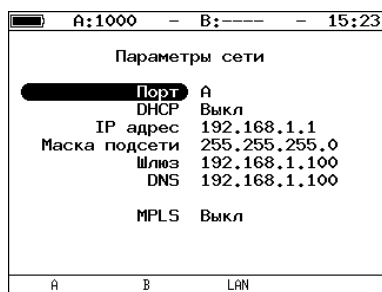 A:1000 – B:---- – 15:23
Параметры сети
Порт A
DHCP Выкл
IP адрес 192.168.1.1
Маска подсети 255.255.255.0
Шлюз 192.168.1.100
DNS 192.168.1.100
MPLS Выкл
A B LAN